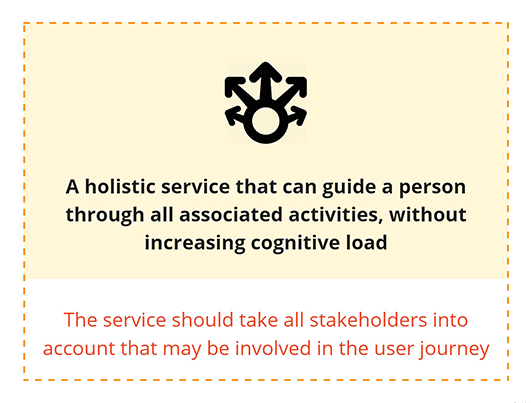 A holistic service that can guide a person
through all associated activities, without
increasing cognitive load
The service should take all stakeholders into
account that may be involved in the user journey